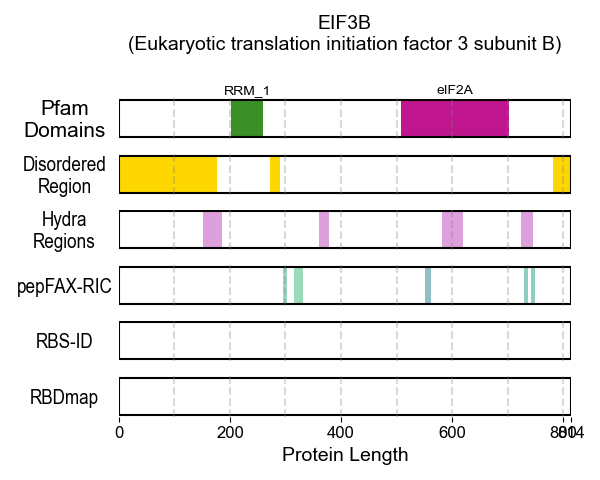 EIF3B
(Eukaryotic translation initiation factor 3 subunit B)
RRM_1
eIF2A
Pfam
Domains
Disordered
Region
Hydra
Regions
pepFAX-RIC
RBS-ID
RBDmap
0
200
400
600
800
814
Protein Length